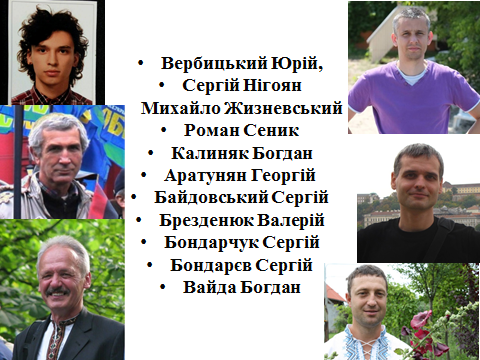 • Вербицький Юрій,
• Сергій Нігоян
Михайло Жизневський
• Роман Сеник
• Калиняк Богдан
• Аратунян Георгій
• Байдовський Сергій
• Брезденюк Валерій
• Бондарчук Сергій
• Бондарєв Сергій
• Вайда Богдан